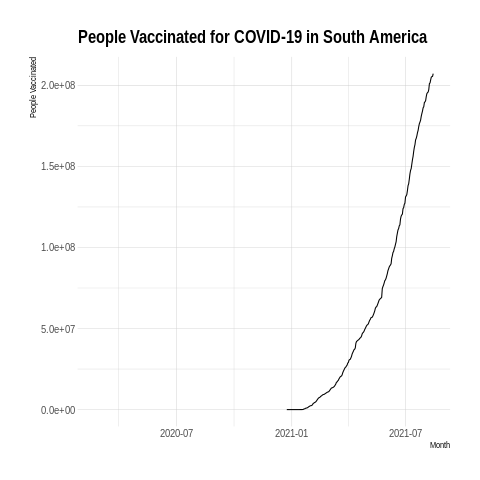 People Vaccinated for COVID-19 in South America
People Vaccinated
2.0e+08
1.5e+08
1.0e+08
5.0e+07
0.0e+00
2020-07
2021-01
2021-07
Month